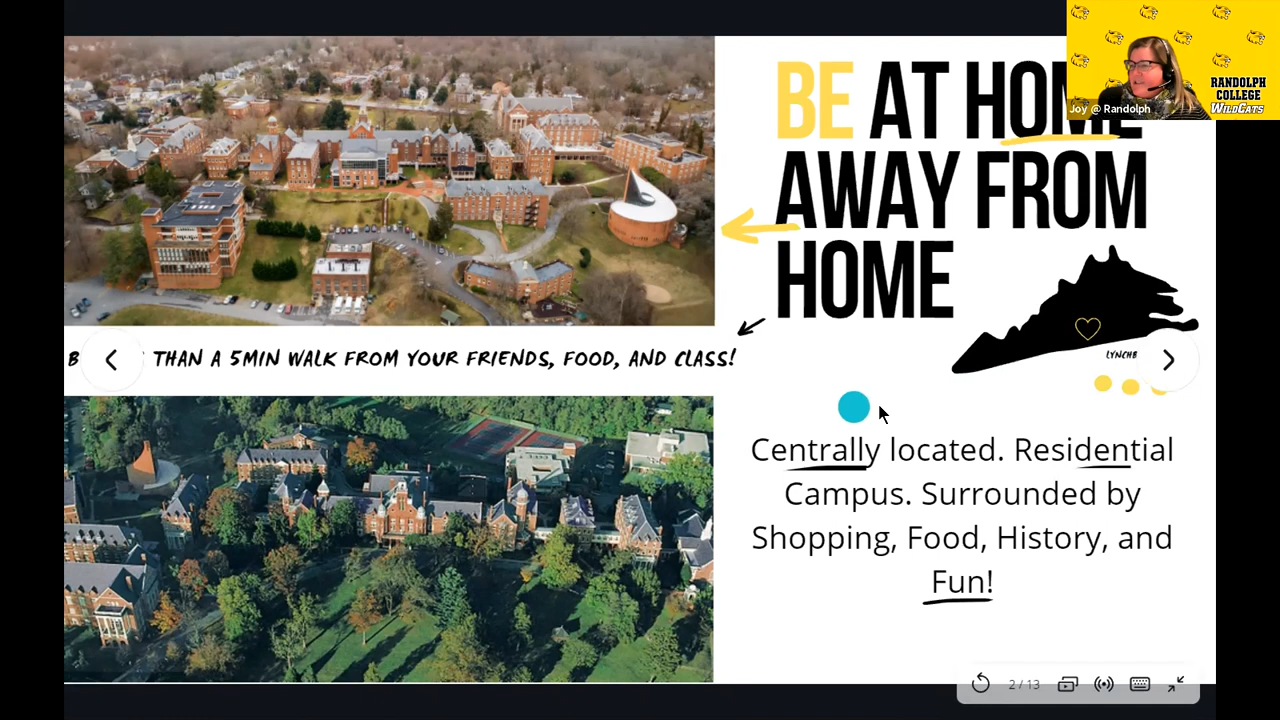 BE AT HOME
AWAY FROM
HOME
Joy @ Randolph
RANDOLPH
COLLEGE
WILDCATS
THAN A 5MIN WALK FROM YOUR FRIENDS, FOOD, AND CLASS!
LYNCHB
Centrally located. Residential
Campus. Surrounded by
Shopping, Food, History, and
Fun!
2 / 13